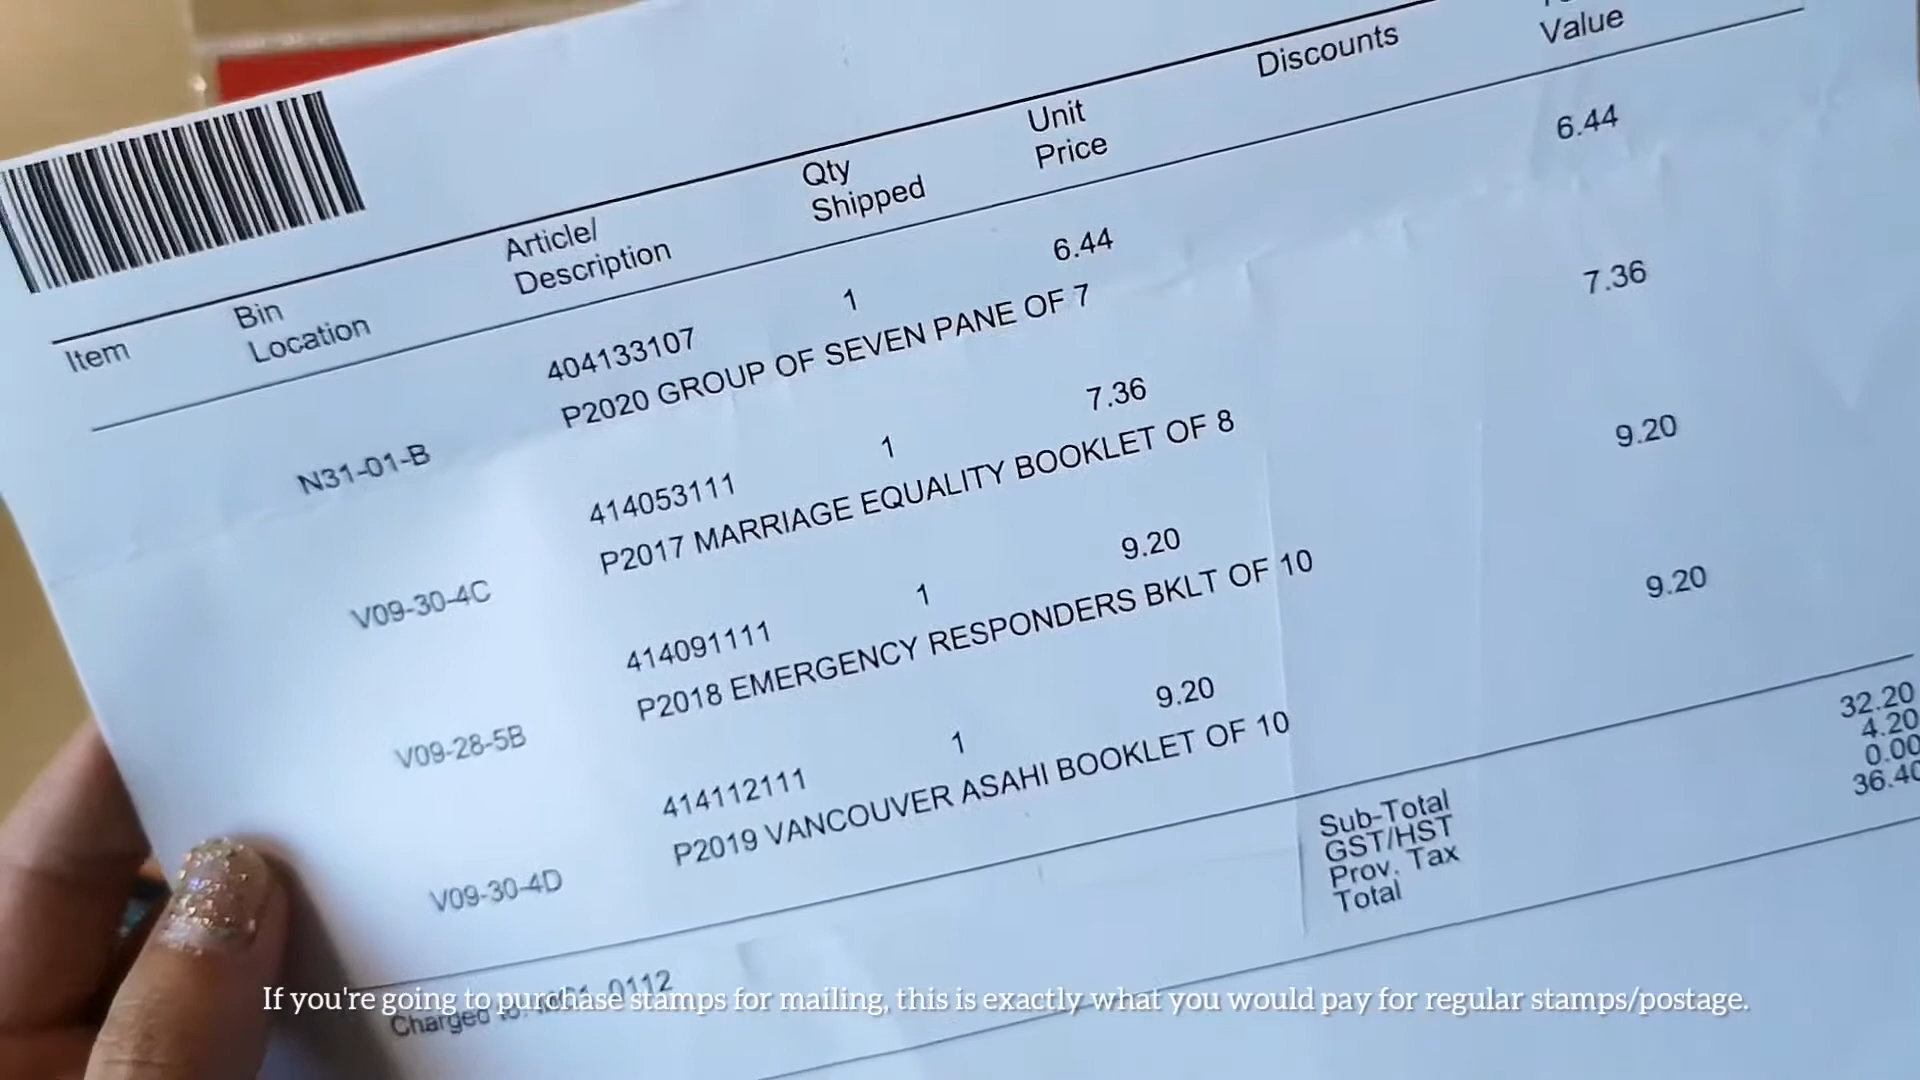 Value
Discounts
Unit
Price
Qty
Shipped
Article/
Description
Bin
Location
Item
404133107 1 6.44 6.44
P2020 GROUP OF SEVEN PANE OF 7
N31-01-B
414053111 1 7.36 7.36
P2017 MARRIAGE EQUALITY BOOKLET OF 8
V09-30-4C
414091111 1 9.20 9.20
P2018 EMERGENCY RESPONDERS BKLT OF 10
V09-28-5B
414112111 1 9.20 9.20
P2019 VANCOUVER ASAHI BOOKLET OF 10
V09-30-4D
Sub-Total 32.20
GST/HST 4.20
Prov. Tax 0.00
Total 36.40
Charged 0112
If you're going to purchase stamps for mailing, this is exactly what you would pay for regular stamps/postage.